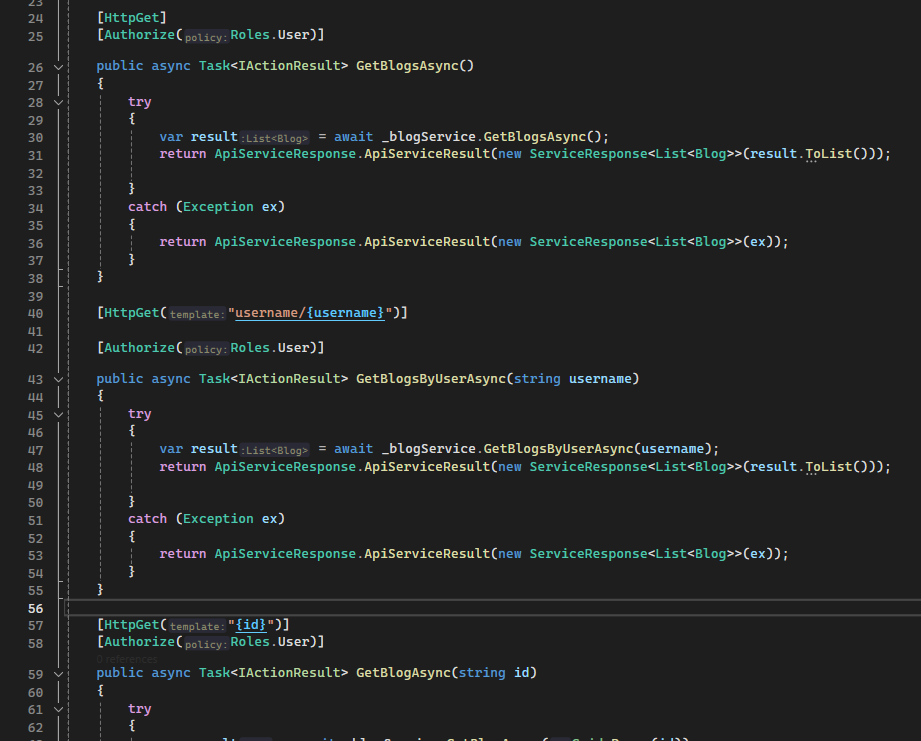 23
24 [HttpGet]
25 [Authorize(policy:Roles.User)]
26 public async Task<IActionResult> GetBlogsAsync()
27 {
28 try
29 {
30 var result:List<Blog> = await _blogService.GetBlogsAsync();
31 return ApiServiceResponse.ApiServiceResult(new ServiceResponse<List<Blog>>(result.ToList()));
32
33 }
34 catch (Exception ex)
35 {
36 return ApiServiceResponse.ApiServiceResult(new ServiceResponse<List<Blog>>(ex));
37 }
38 }
39
40 [HttpGet(template:"username/{username}")]
41
42 [Authorize(policy:Roles.User)]
43 public async Task<IActionResult> GetBlogsByUserAsync(string username)
44 {
45 try
46 {
47 var result:List<Blog> = await _blogService.GetBlogsByUserAsync(username);
48 return ApiServiceResponse.ApiServiceResult(new ServiceResponse<List<Blog>>(result.ToList()));
49
50 }
51 catch (Exception ex)
52 {
53 return ApiServiceResponse.ApiServiceResult(new ServiceResponse<List<Blog>>(ex));
54 }
55 }
56
57 [HttpGet(template:"{id}")]
58 [Authorize(policy:Roles.User)]
0 references
59 public async Task<IActionResult> GetBlogAsync(string id)
60 {
61 try
62 {